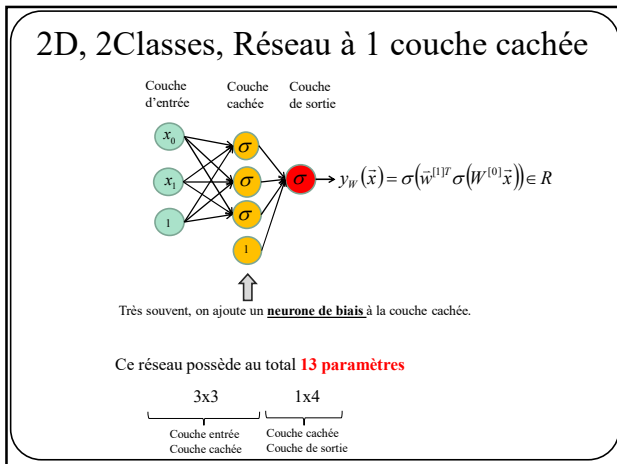 2D, 2Classes, Réseau à 1 couche cachée
Couche
d'entrée
Couche
cachée
Couche
de sortie
x₀
x₁
1
σ
σ
σ
1
σ
y_W(x⃗) = σ(w⃗^{[1]T} σ(W^{[0]} x⃗)) ∈ R
Très souvent, on ajoute un neurone de biais à la couche cachée.
Ce réseau possède au total 13 paramètres
3x3
1x4
Couche entrée
Couche cachée
Couche cachée
Couche de sortie